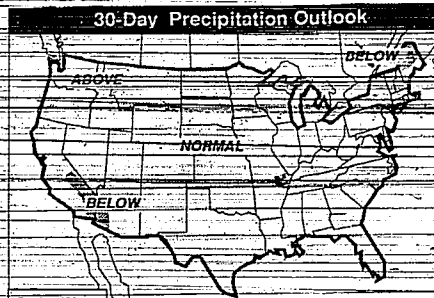 30-Day Precipitation Outlook
BELOW
ABOVE
NORMAL
BELOW